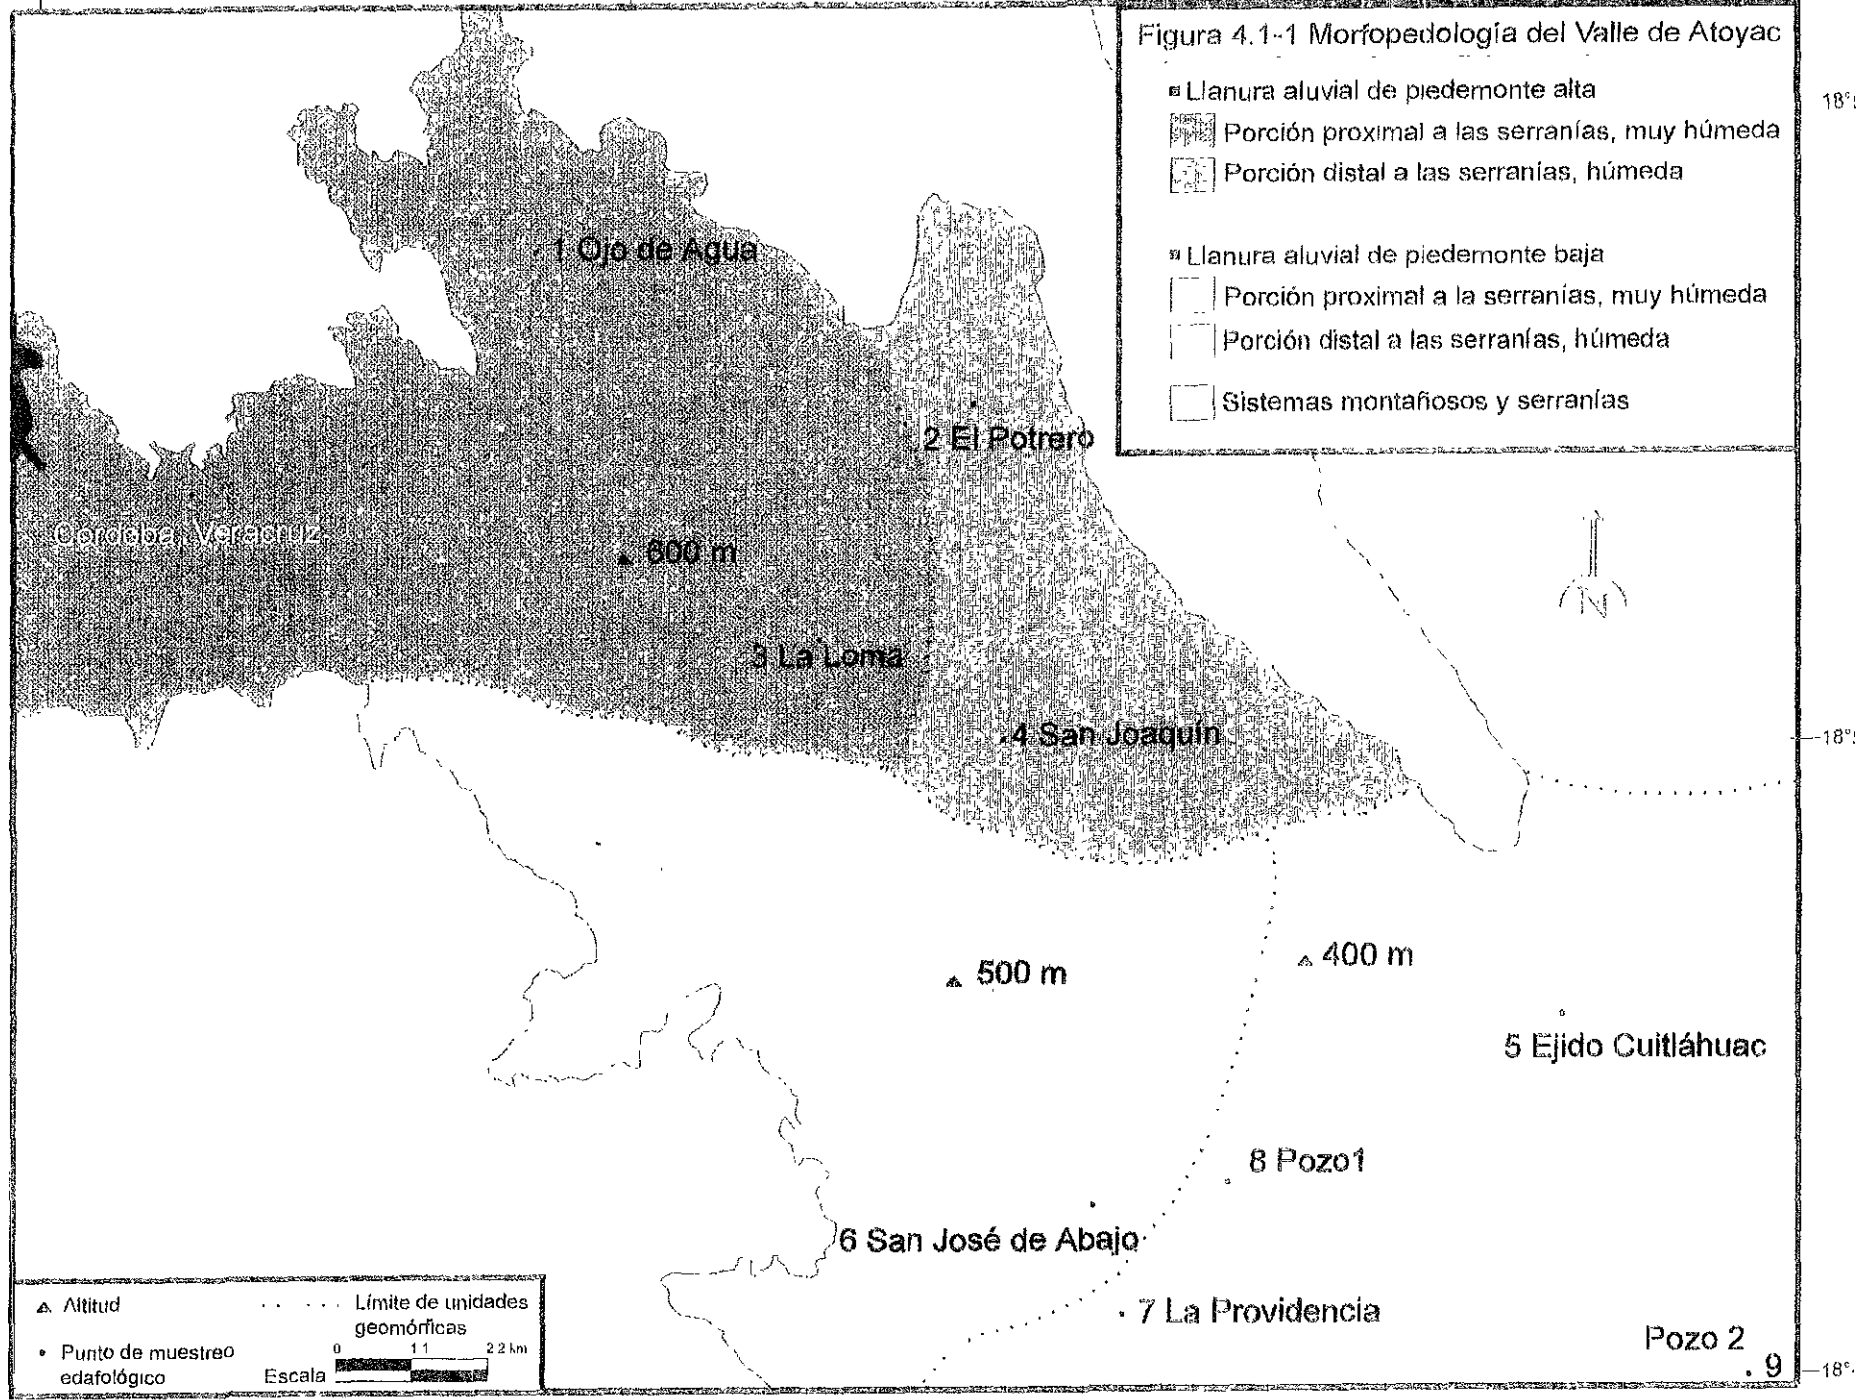 Figura 4.1-1 Morfopedología del Valle de Atoyac
Llanura aluvial de piedemonte alta
Porción proximal a las serranías, muy húmeda
Porción distal a las serranías, húmeda
Llanura aluvial de piedemonte baja
Porción proximal a la serranías, muy húmeda
Porción distal a las serranías, húmeda
Sistemas montañosos y serranías
1 Ojo de Agua
2 El Potrero
Cordoba, Veracruz
600 m
3 La Loma
4 San Joaquín
N
500 m
400 m
5 Ejido Cuitláhuac
8 Pozo1
6 San José de Abajo
7 La Providencia
Pozo 2
9
Altitud
Límite de unidades
geomórficas
Punto de muestreo
edafológico
Escala
0 1 1 2 2 km